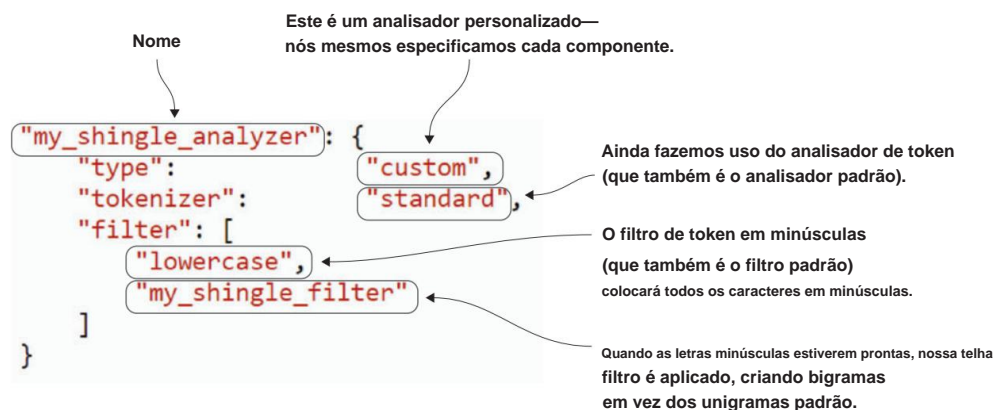 Este é um analisador personalizado—
nós mesmos especificamos cada componente.
Nome
"my_shingle_analyzer": {
"type": "custom",
"tokenizer": "standard",
"filter": [
"lowercase",
"my_shingle_filter"
]
}
Ainda fazemos uso do analisador de token
(que também é o analisador padrão).
O filtro de token em minúsculas
(que também é o filtro padrão)
colocará todos os caracteres em minúsculas.
Quando as letras minúsculas estiverem prontas, nossa telha
filtro é aplicado, criando bigramas
em vez dos unigramas padrão.